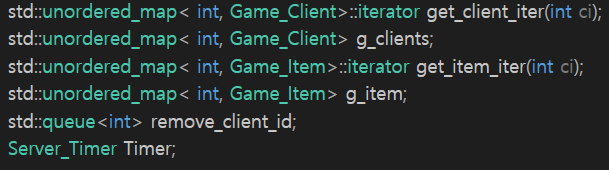 std::unordered_map< int, Game_Client>::iterator get_client_iter(int ci);
std::unordered_map< int, Game_Client> g_clients;
std::unordered_map< int, Game_Item>::iterator get_item_iter(int ci);
std::unordered_map< int, Game_Item> g_item;
std::queue<int> remove_client_id;
Server_Timer Timer;